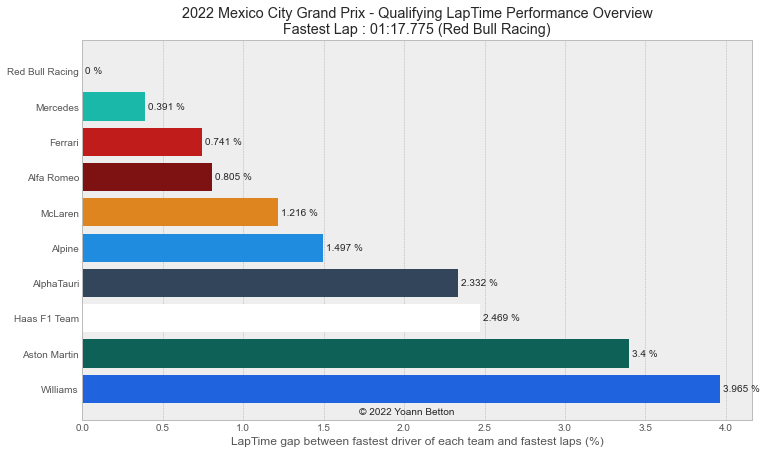 2022 Mexico City Grand Prix - Qualifying LapTime Performance Overview
Fastest Lap : 01:17.775 (Red Bull Racing)
Red Bull Racing 0 %
Mercedes 0.391 %
Ferrari 0.741 %
Alfa Romeo 0.805 %
McLaren 1.216 %
Alpine 1.497 %
AlphaTauri 2.332 %
Haas F1 Team 2.469 %
Aston Martin 3.4 %
Williams 3.965 %
© 2022 Yoann Betton
0.0 0.5 1.0 1.5 2.0 2.5 3.0 3.5 4.0
LapTime gap between fastest driver of each team and fastest laps (%)